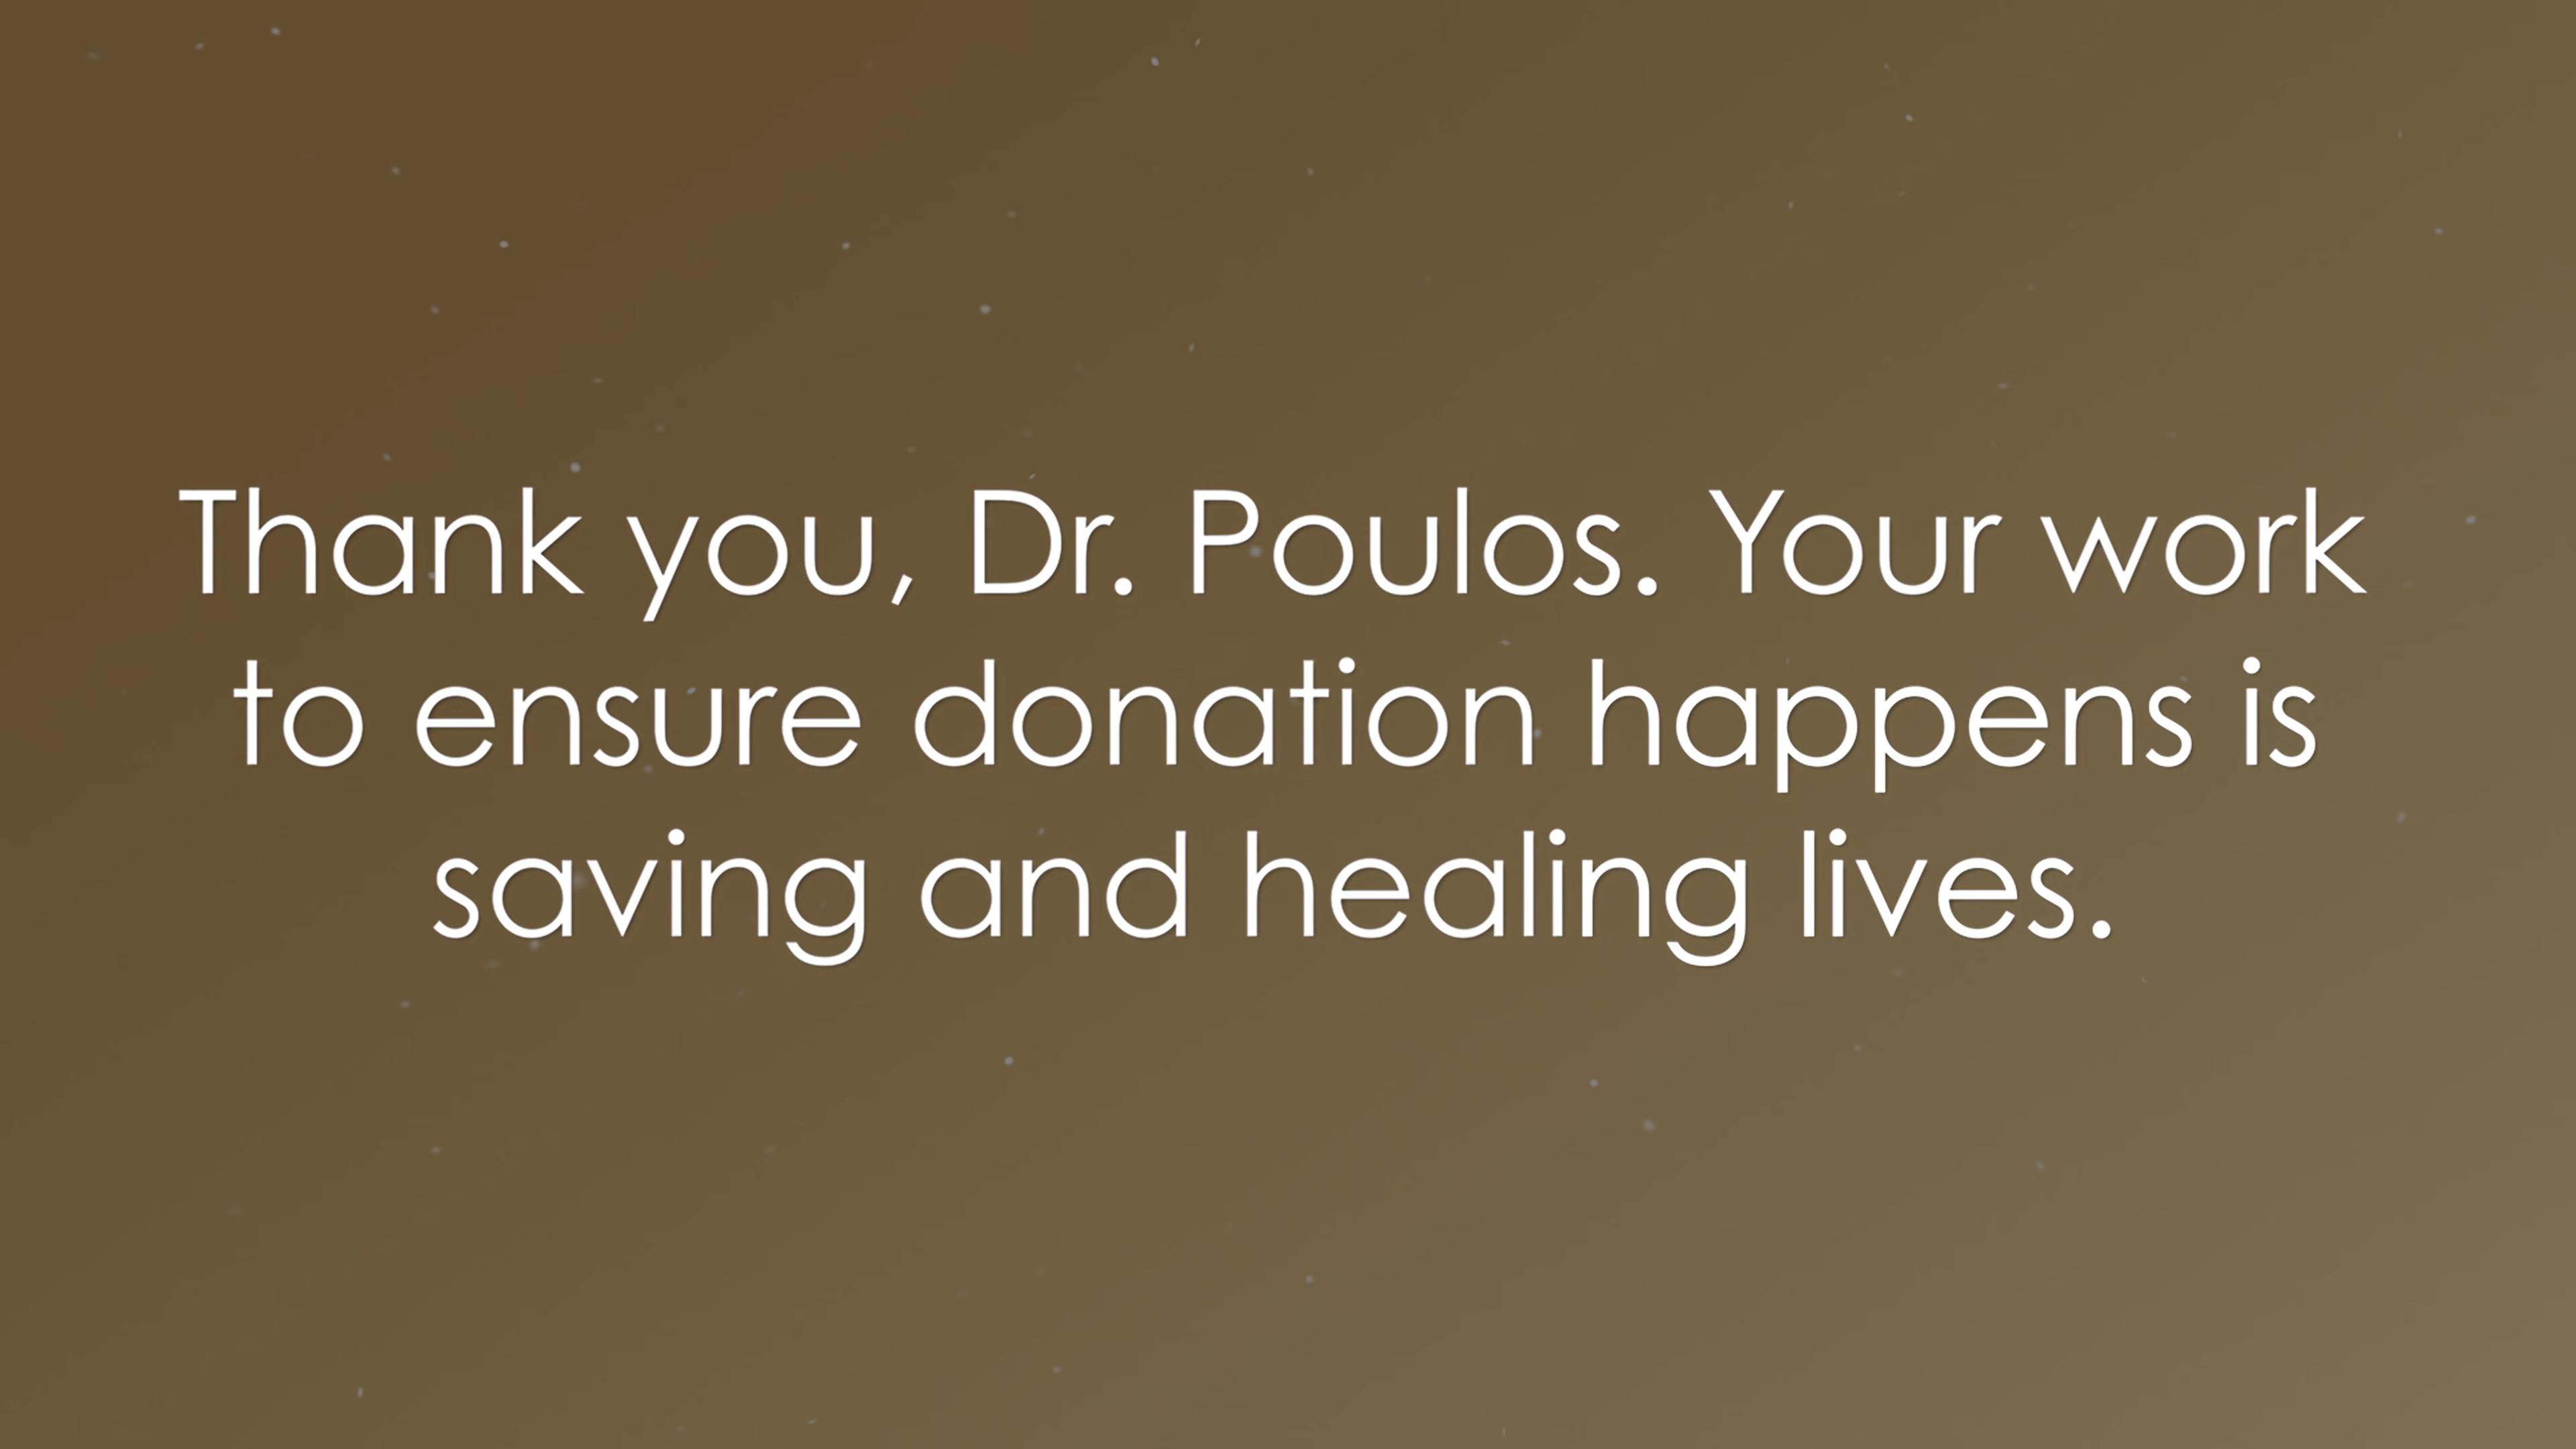 Thank you, Dr. Poulos. Your work
to ensure donation happens is
saving and healing lives.